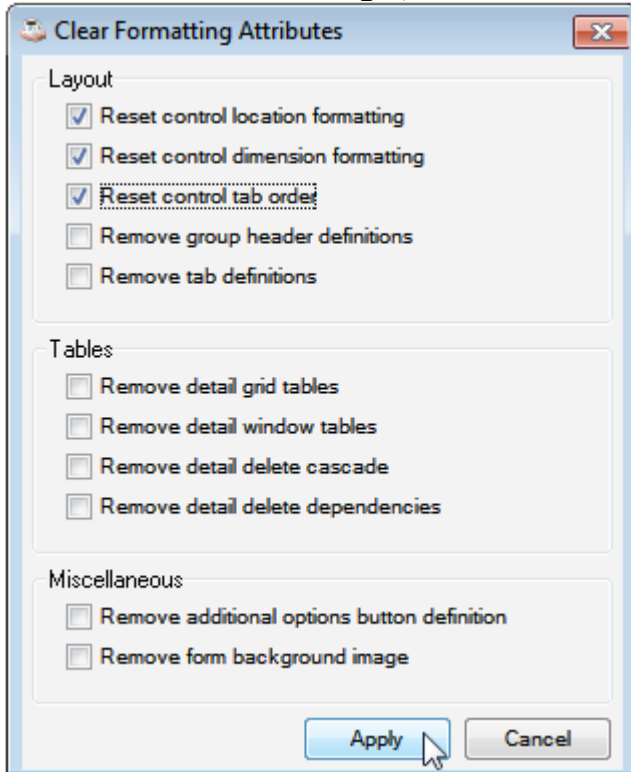 Clear Formatting Attributes
Layout
Reset control location formatting
Reset control dimension formatting
Reset control tab order
Remove group header definitions
Remove tab definitions
Tables
Remove detail grid tables
Remove detail window tables
Remove detail delete cascade
Remove detail delete dependencies
Miscellaneous
Remove additional options button definition
Remove form background image
Apply Cancel